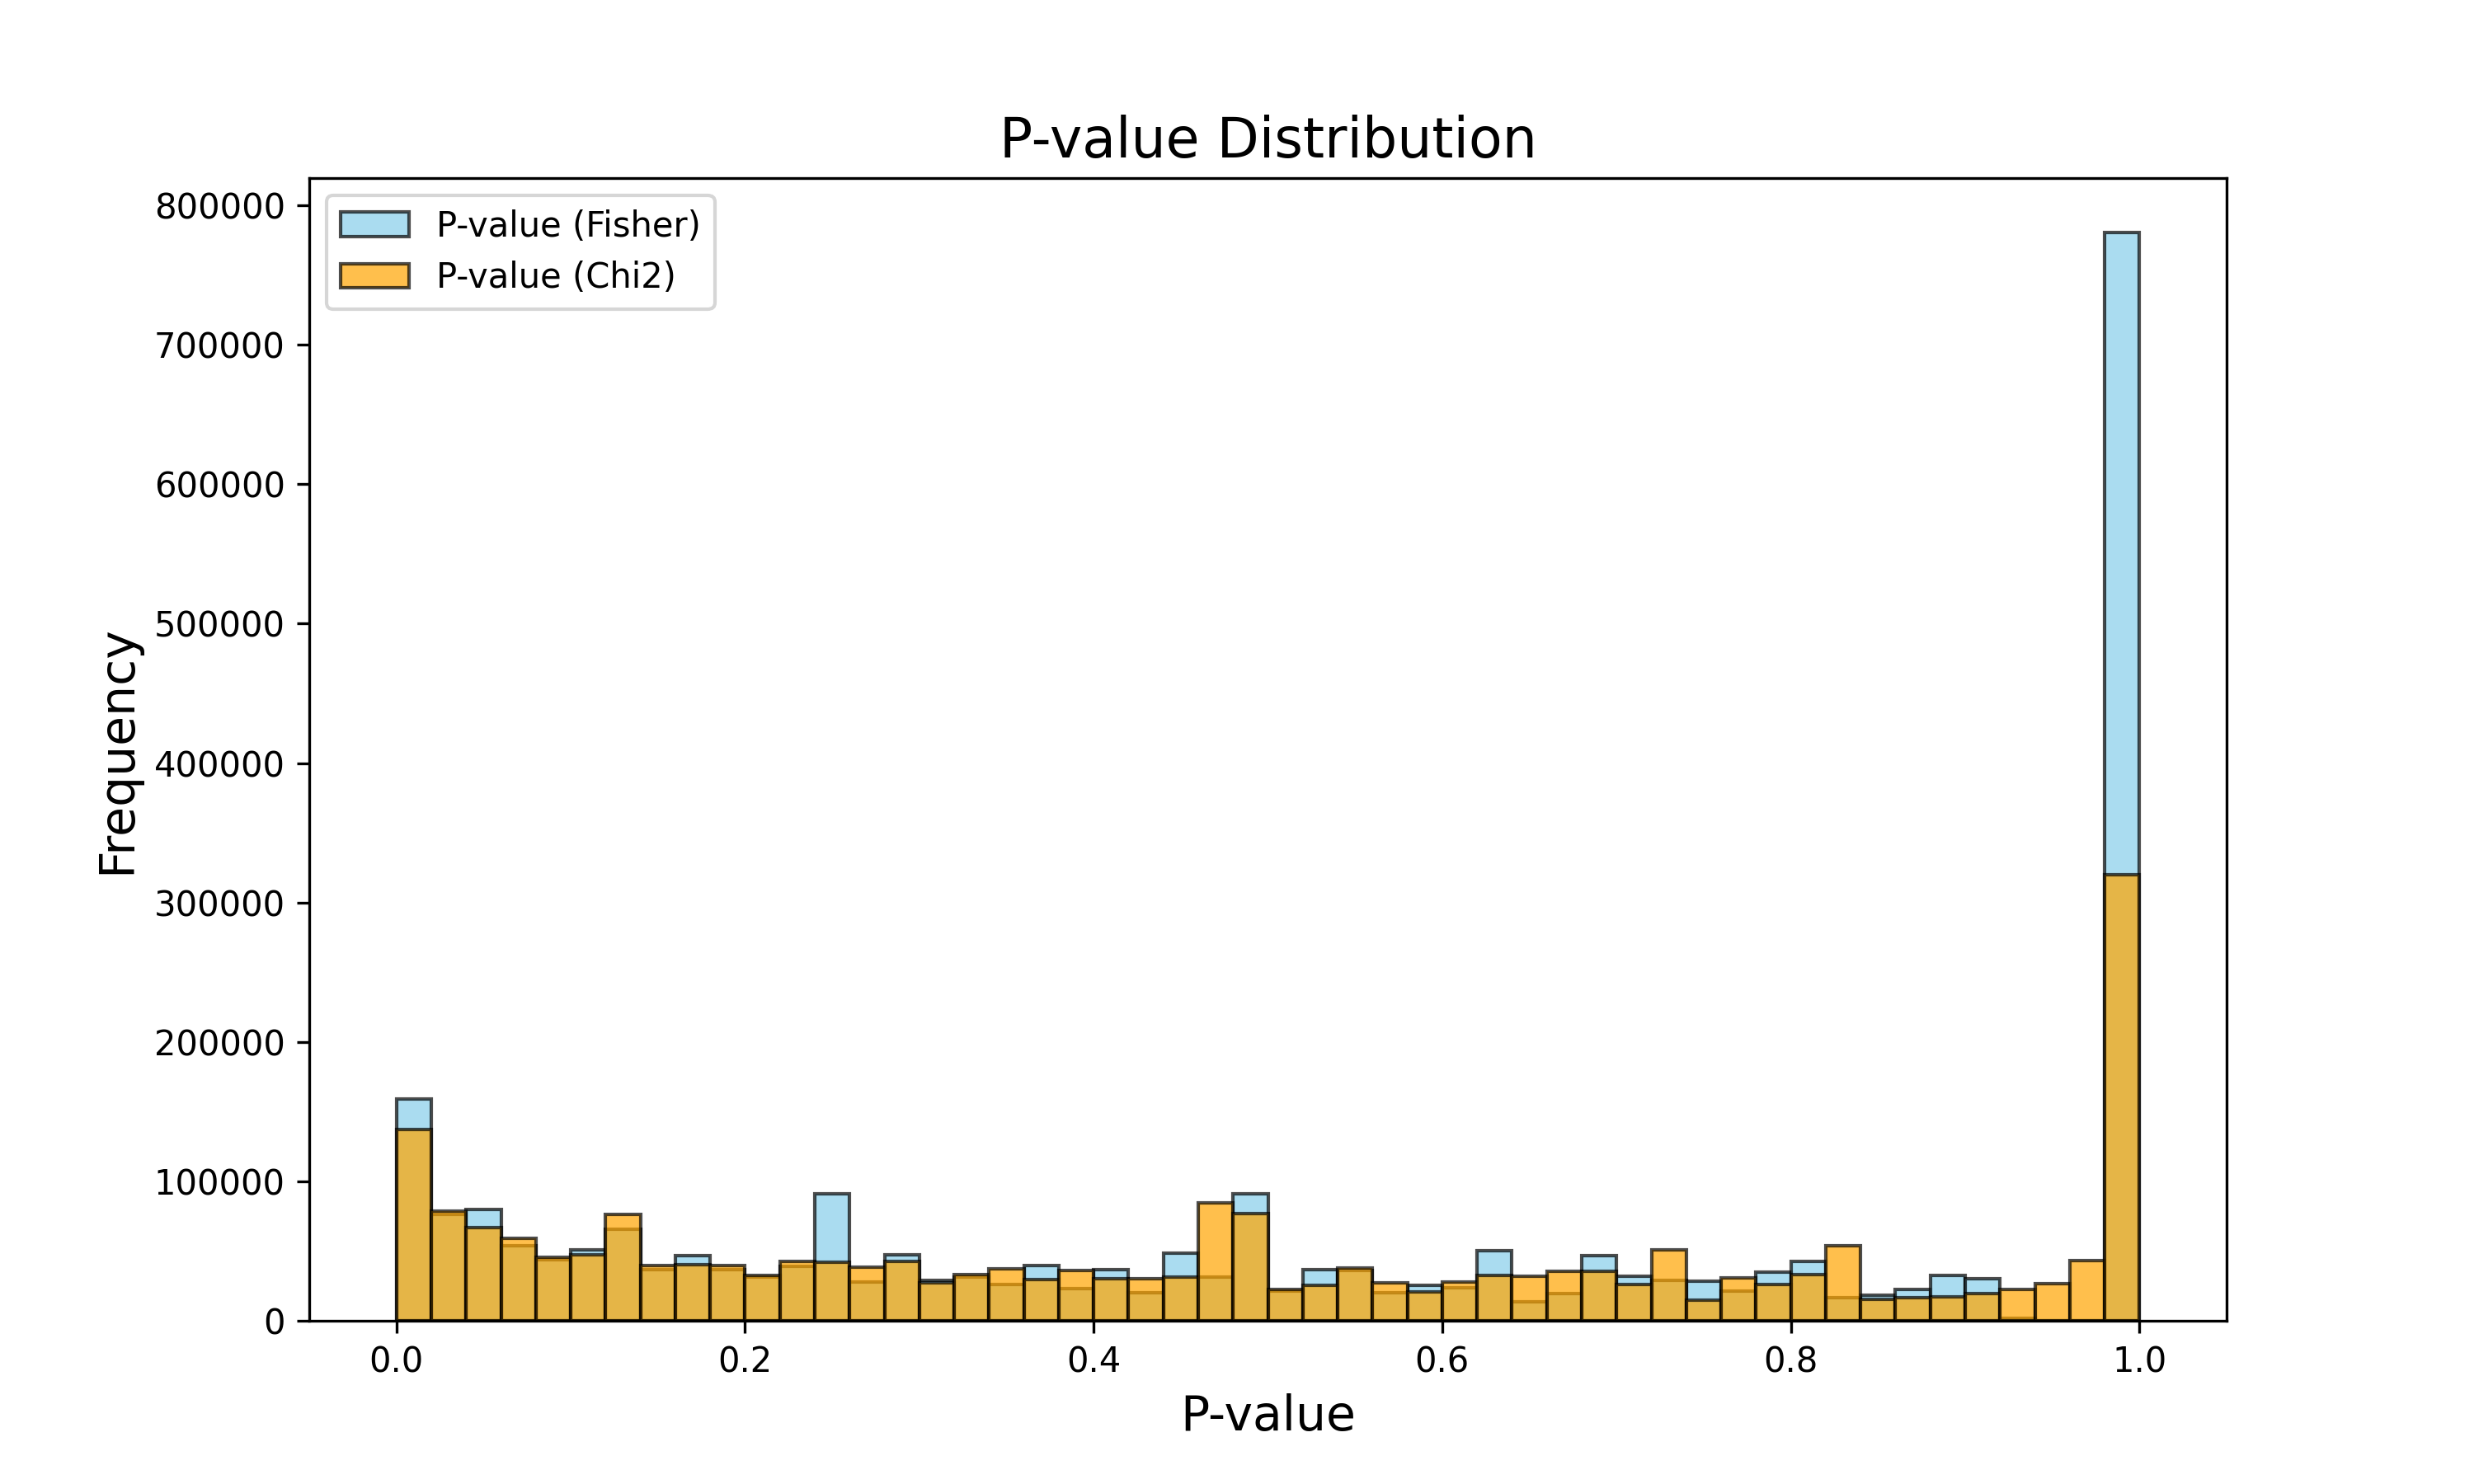 P-value Distribution
P-value (Fisher)
P-value (Chi2)
800000
700000
600000
500000
400000
300000
200000
100000
0
Frequency
0.0 0.2 0.4 0.6 0.8 1.0
P-value